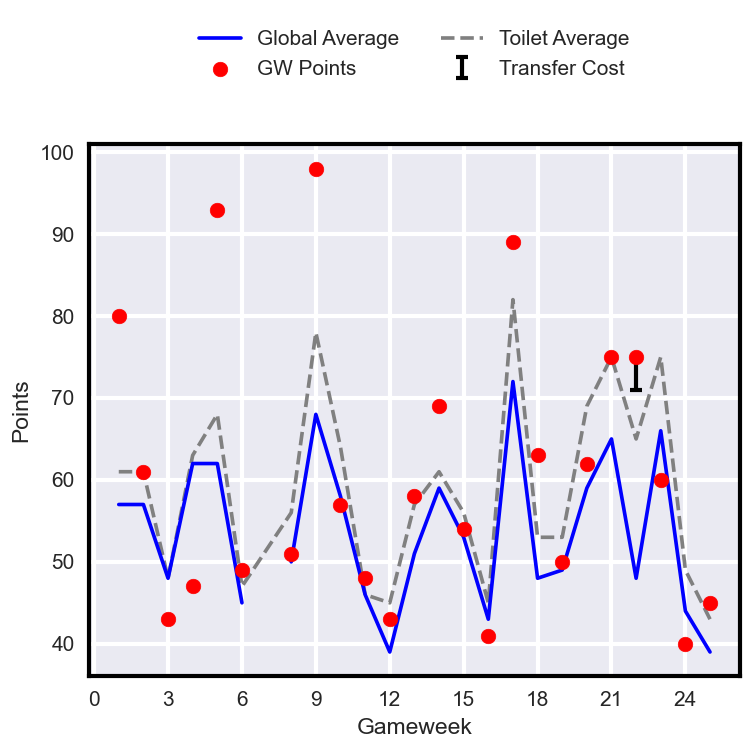 Global Average
Toilet Average
GW Points
Transfer Cost
100
90
80
70
60
50
40
Points
0 3 6 9 12 15 18 21 24
Gameweek